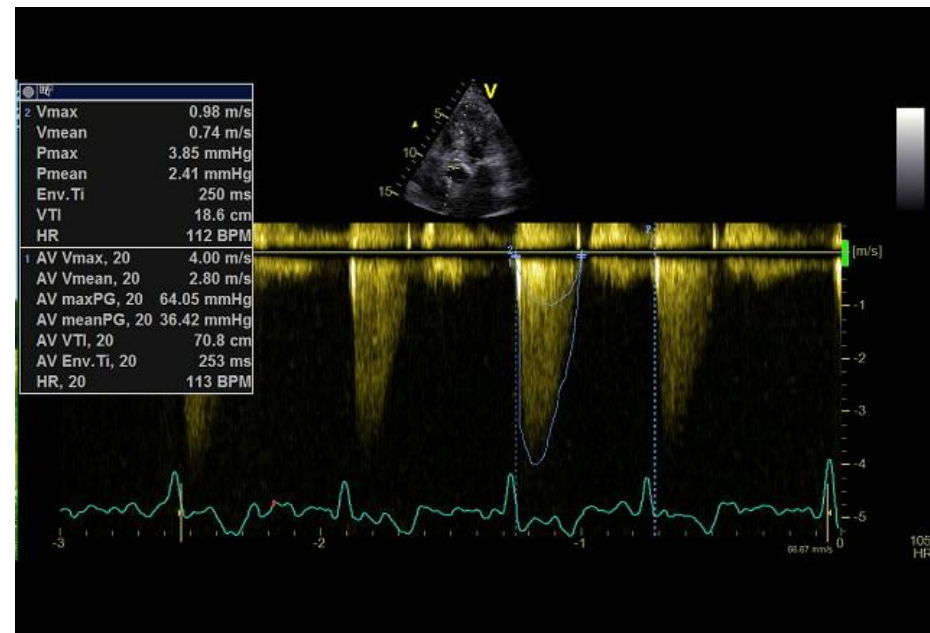 V
5
10
15
2 Vmax 0.98 m/s
Vmean 0.74 m/s
Pmax 3.85 mmHg
Pmean 2.41 mmHg
Env.Ti 250 ms
VTI 18.6 cm
HR 112 BPM
1 AV Vmax, 20 4.00 m/s
AV Vmean, 20 2.80 m/s
AV maxPG, 20 64.05 mmHg
AV meanPG, 20 36.42 mmHg
AV VTI, 20 70.8 cm
AV Env.Ti, 20 253 ms
HR, 20 113 BPM
2
[m/s]
-1
-2
-3
-4
-5
-3
-2
-1
0
66.67 mm/s
105
HR